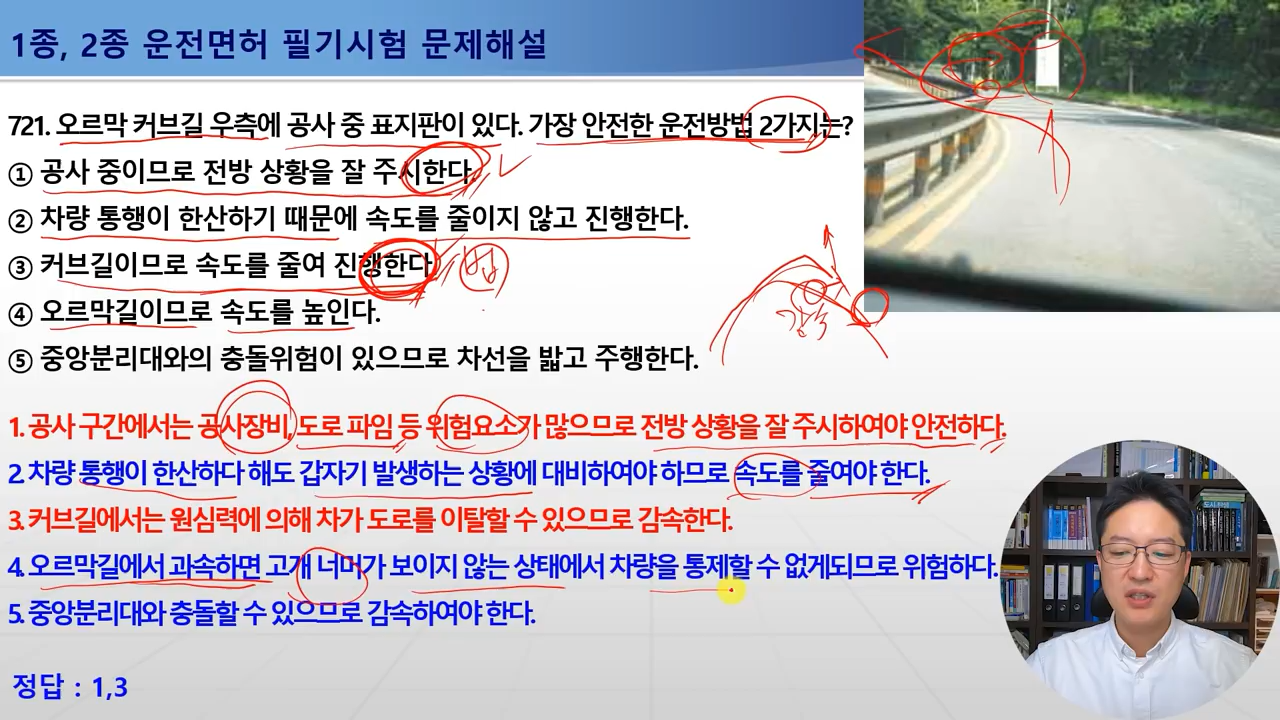 1종, 2종 운전면허 필기시험 문제해설
721. 오르막 커브길 우측에 공사 중 표지판이 있다. 가장 안전한 운전방법 2가지는?
① 공사 중이므로 전방 상황을 잘 주시한다.
② 차량 통행이 한산하기 때문에 속도를 줄이지 않고 진행한다.
③ 커브길이므로 속도를 줄여 진행한다.
법
④ 오르막길이므로 속도를 높인다.
감속
⑤ 중앙분리대와의 충돌위험이 있으므로 차선을 밟고 주행한다.
1. 공사 구간에서는 공사장비, 도로 파임 등 위험요소가 많으므로 전방 상황을 잘 주시하여야 안전하다.
2. 차량 통행이 한산하다 해도 갑자기 발생하는 상황에 대비하여야 하므로 속도를 줄여야 한다.
3. 커브길에서는 원심력에 의해 차가 도로를 이탈할 수 있으므로 감속한다.
4. 오르막길에서 과속하면 고개 너머가 보이지 않는 상태에서 차량을 통제할 수 없게되므로 위험하다.
5. 중앙분리대와 충돌할 수 있으므로 감속하여야 한다.
정답 : 1,3